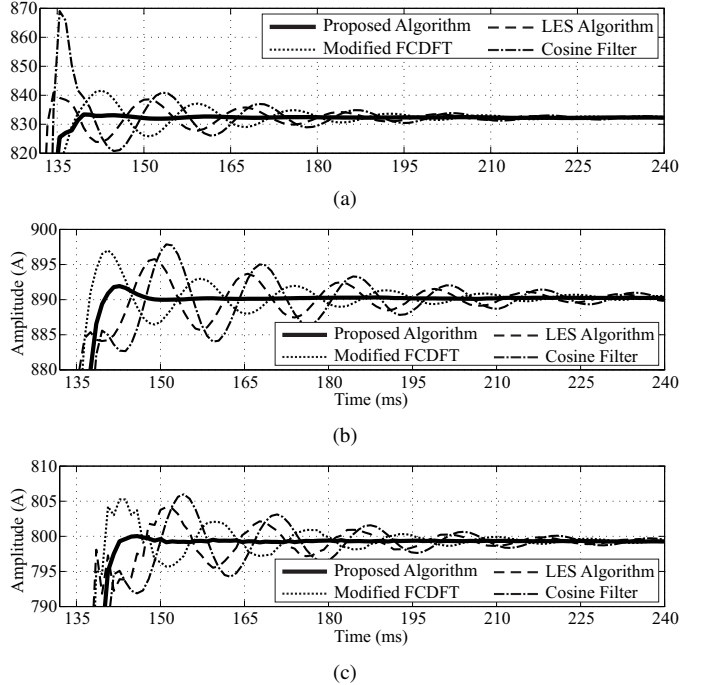 870
860
850
840
830
820
Proposed Algorithm LES Algorithm
Modified FCDFT Cosine Filter
135 150 165 180 195 210 225 240
(a)
Amplitude (A)
900
895
890
885
880
Proposed Algorithm LES Algorithm
Modified FCDFT Cosine Filter
135 150 165 180 195 210 225 240
Time (ms)
(b)
Amplitude (A)
810
805
800
795
790
Proposed Algorithm LES Algorithm
Modified FCDFT Cosine Filter
135 150 165 180 195 210 225 240
Time (ms)
(c)